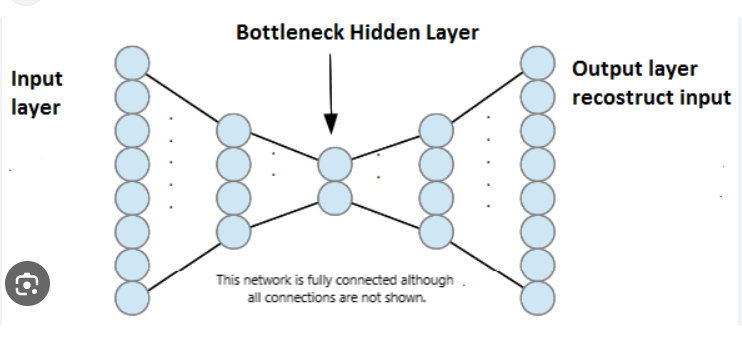 Bottleneck Hidden Layer
Input
layer
Output layer
recostruct input
This network is fully connected although
all connections are not shown.